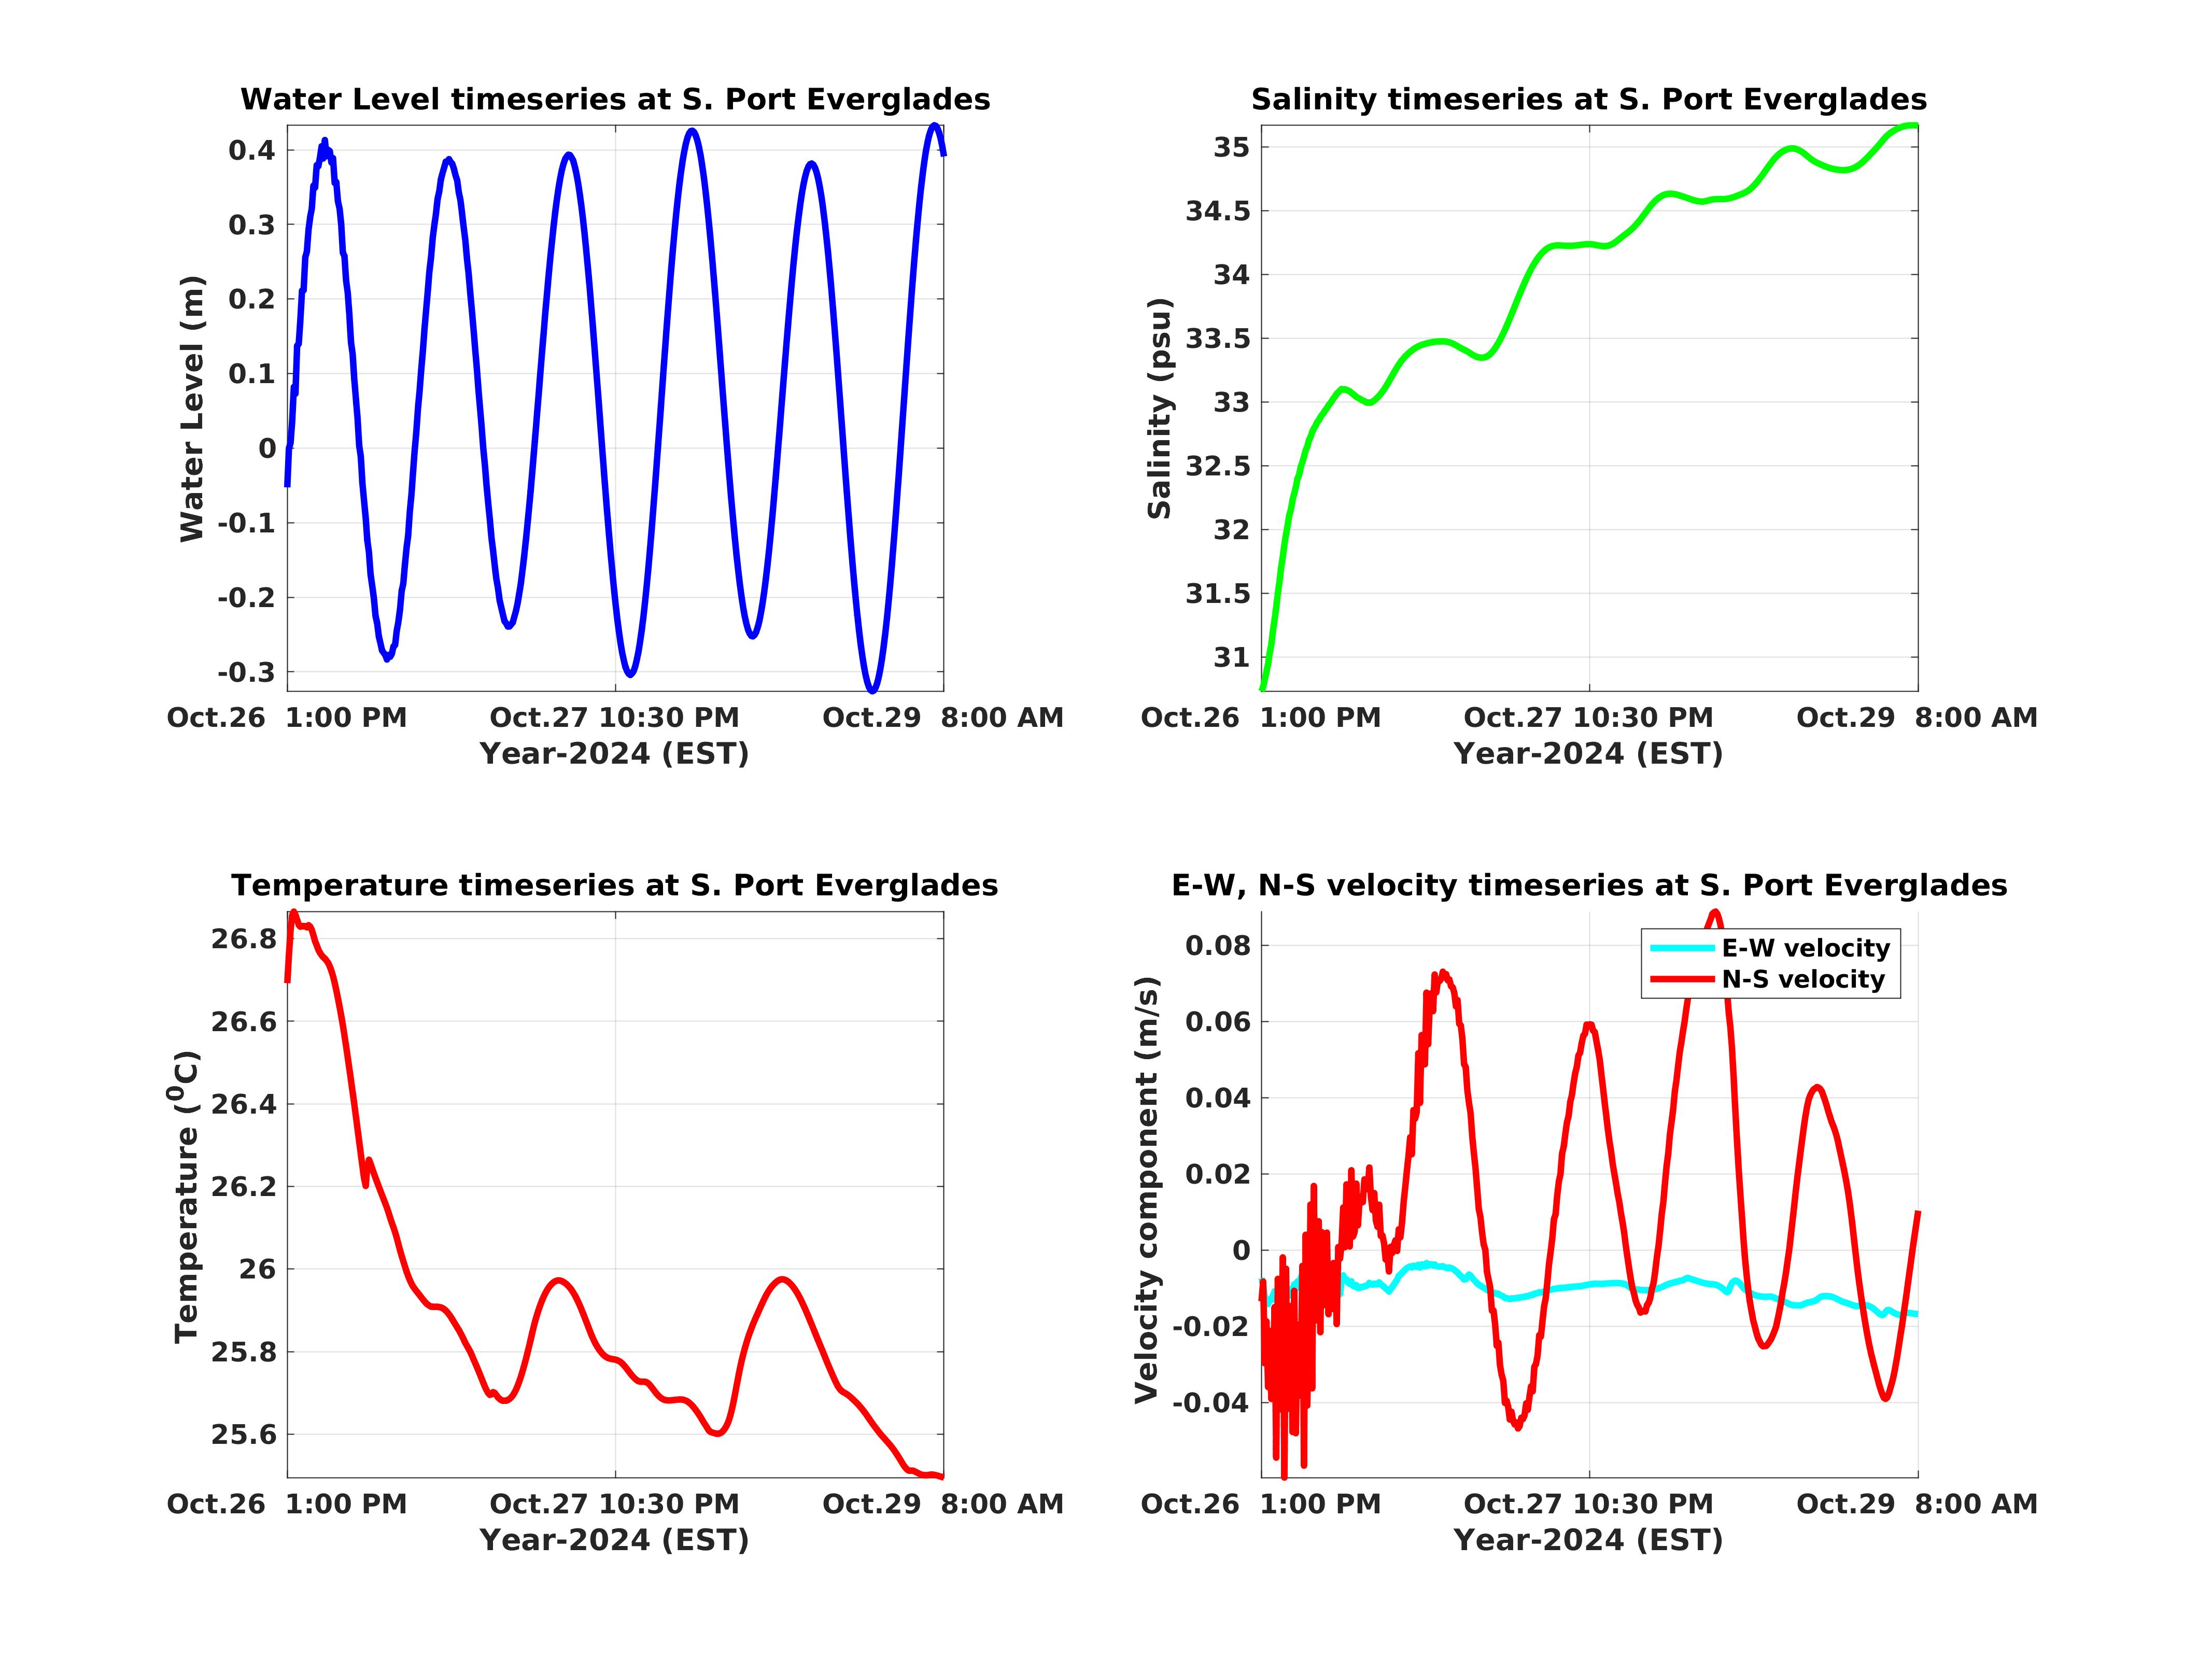 Water Level timeseries at S. Port Everglades
Water Level (m)
0.4
0.3
0.2
0.1
0
-0.1
-0.2
-0.3
Oct.26 1:00 PM Oct.27 10:30 PM Oct.29 8:00 AM
Year-2024 (EST)
Salinity timeseries at S. Port Everglades
Salinity (psu)
35
34.5
34
33.5
33
32.5
32
31.5
31
Oct.26 1:00 PM Oct.27 10:30 PM Oct.29 8:00 AM
Year-2024 (EST)
Temperature timeseries at S. Port Everglades
Temperature (⁰C)
26.8
26.6
26.4
26.2
26
25.8
25.6
Oct.26 1:00 PM Oct.27 10:30 PM Oct.29 8:00 AM
Year-2024 (EST)
E-W, N-S velocity timeseries at S. Port Everglades
Velocity component (m/s)
0.08
0.06
0.04
0.02
0
-0.02
-0.04
E-W velocity
N-S velocity
Oct.26 1:00 PM Oct.27 10:30 PM Oct.29 8:00 AM
Year-2024 (EST)